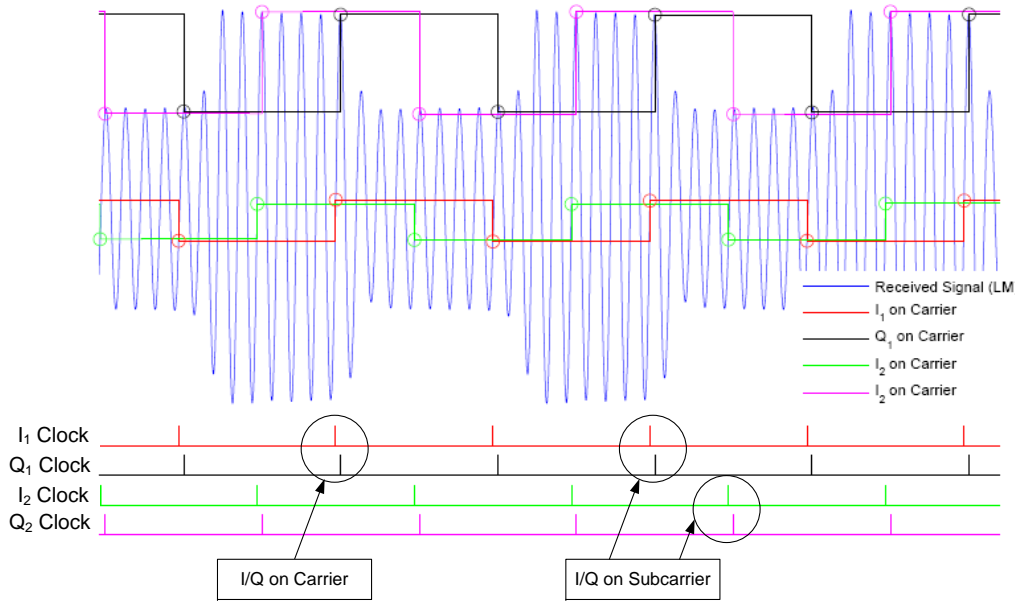 Received Signal (LM
I₁ on Carrier
Q₁ on Carrier
I₂ on Carrier
I₂ on Carrier
I₁ Clock
Q₁ Clock
I₂ Clock
Q₂ Clock
I/Q on Carrier
I/Q on Subcarrier